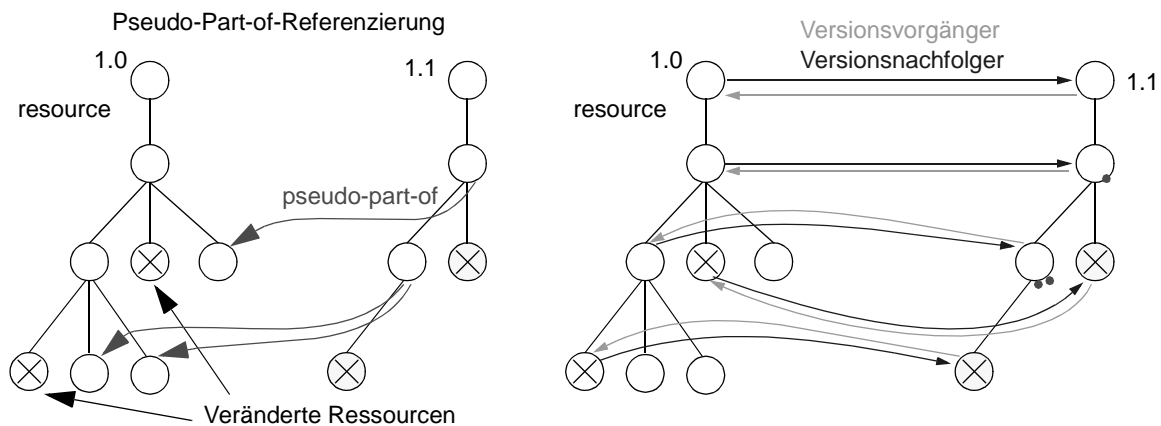 Pseudo-Part-of-Referenzierung
1.0
1.1
resource
pseudo-part-of
Veränderte Ressourcen
Versionsvorgänger
Versionsnachfolger
1.0
1.1
resource